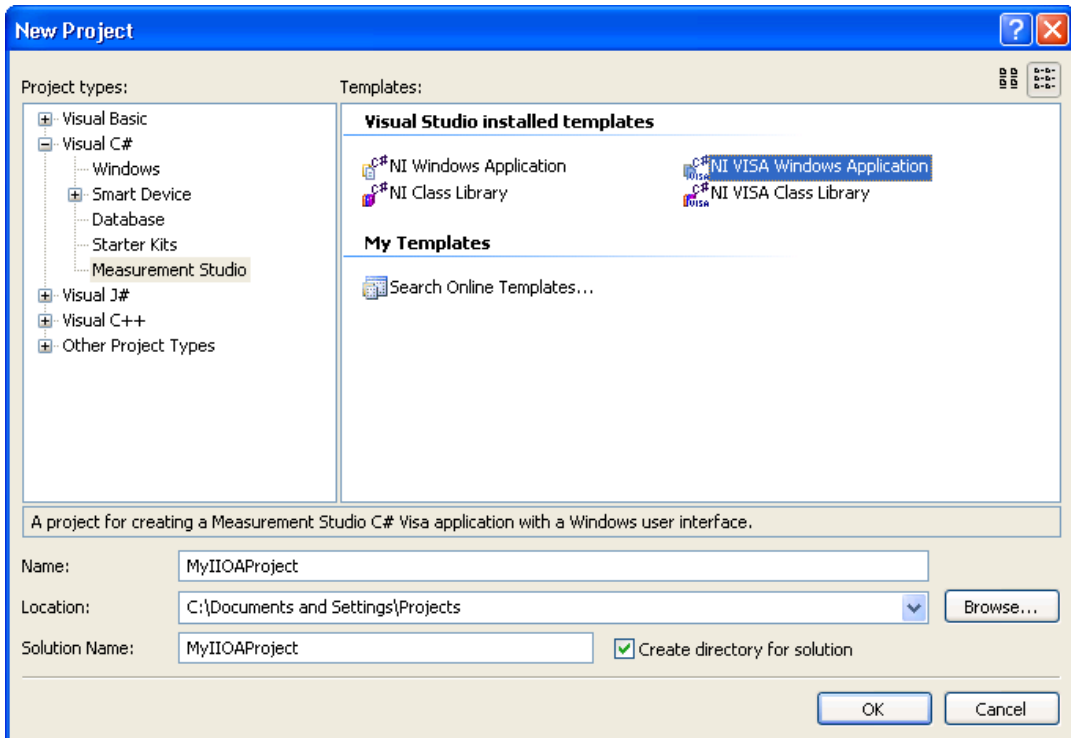 New Project
Project types:
Templates:
Visual Basic
Visual C#
Windows
Smart Device
Database
Starter Kits
Measurement Studio
Visual J#
Visual C++
Other Project Types
Visual Studio installed templates
NI Windows Application
NI VISA Windows Application
NI Class Library
NI VISA Class Library
My Templates
Search Online Templates...
A project for creating a Measurement Studio C# Visa application with a Windows user interface.
Name: MyIIOAProject
Location: C:\Documents and Settings\Projects Browse...
Solution Name: MyIIOAProject Create directory for solution
OK Cancel